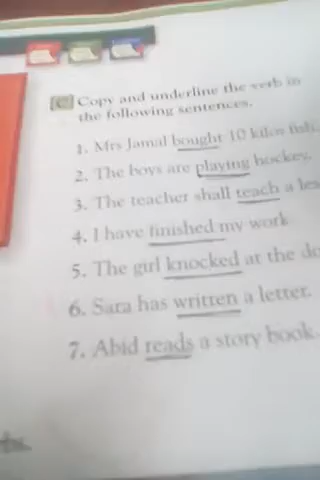 C Copy and underline the verb in
the following sentences.
1. Mrs Jamal bought 10 kilos fish.
2. The boys are playing hockey.
3. The teacher shall teach a
4. I have finished my work
5. The girl knocked at the
6. Sara has written a letter.
7. Abid reads a story book.